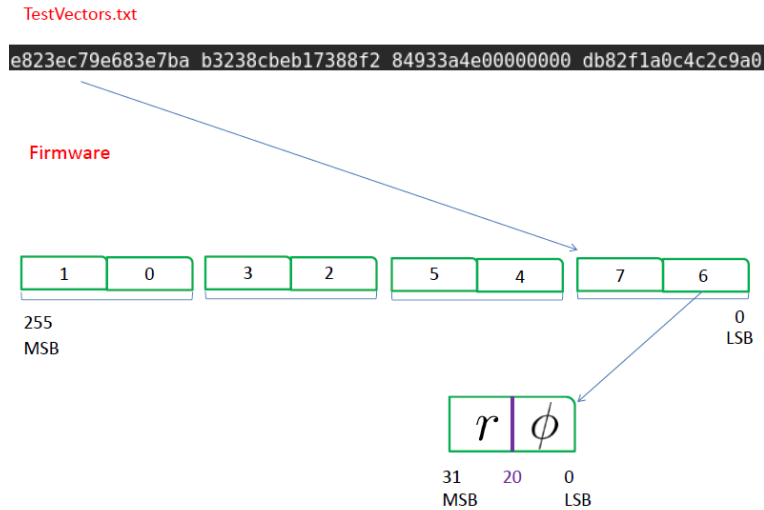 TestVectors.txt
e823ec79e683e7ba b3238cbeb17388f2 84933a4e00000000 db82f1a0c4c2c9a0
Firmware
1 0 3 2 5 4 7 6
255 0
MSB LSB
r ϕ
31 20 0
MSB LSB